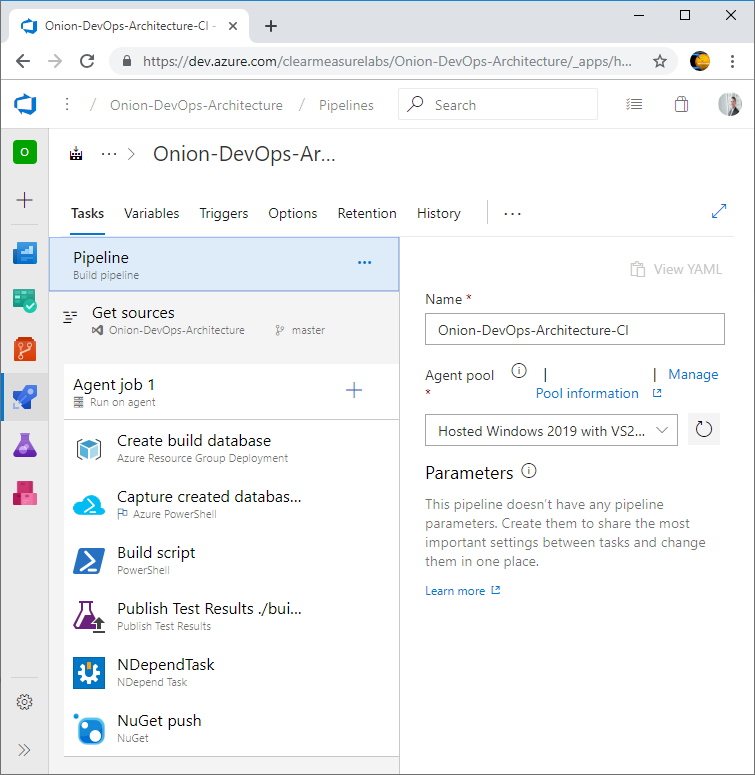 Onion-DevOps-Architecture-CI -
https://dev.azure.com/clearmeasurelabs/Onion-DevOps-Architecture/_apps/h...
/ Onion-DevOps-Architecture / Pipelines
Search
O
Onion-DevOps-Ar...
Tasks Variables Triggers Options Retention History
Pipeline
Build pipeline
Get sources
Onion-DevOps-Architecture master
Agent job 1
Run on agent
Create build database
Azure Resource Group Deployment
Capture created databas...
Azure PowerShell
Build script
PowerShell
Publish Test Results ./bui...
Publish Test Results
NDependTask
NDepend Task
NuGet push
NuGet
View YAML
Name *
Onion-DevOps-Architecture-CI
Agent pool | | Manage
* Pool information
Hosted Windows 2019 with VS2...
Parameters
This pipeline doesn't have any pipeline
parameters. Create them to share the most
important settings between tasks and change
them in one place.
Learn more